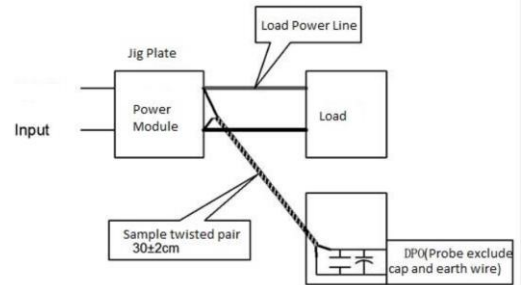 Load Power Line
Jig Plate
Power
Module
Load
Input
Sample twisted pair
30±2cm
DPO(Probe exclude
cap and earth wire)